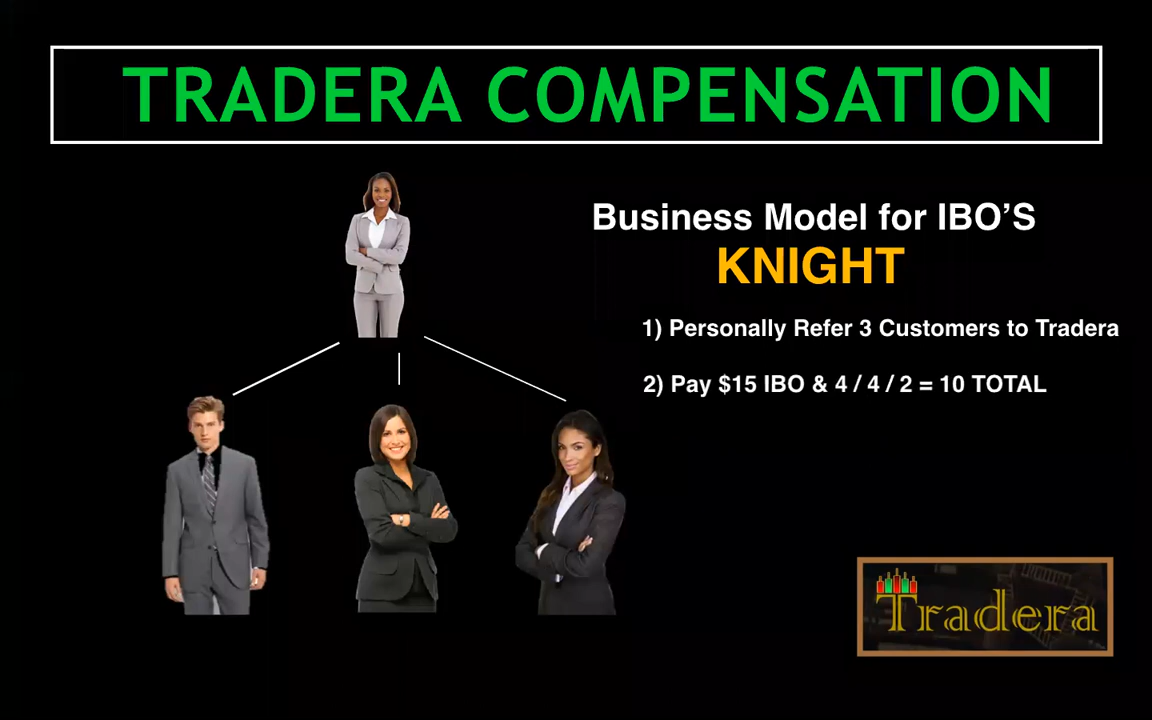 TRADERA COMPENSATION
Business Model for IBO'S
KNIGHT
1) Personally Refer 3 Customers to Tradera
2) Pay $15 IBO & 4 / 4 / 2 = 10 TOTAL
Tradera